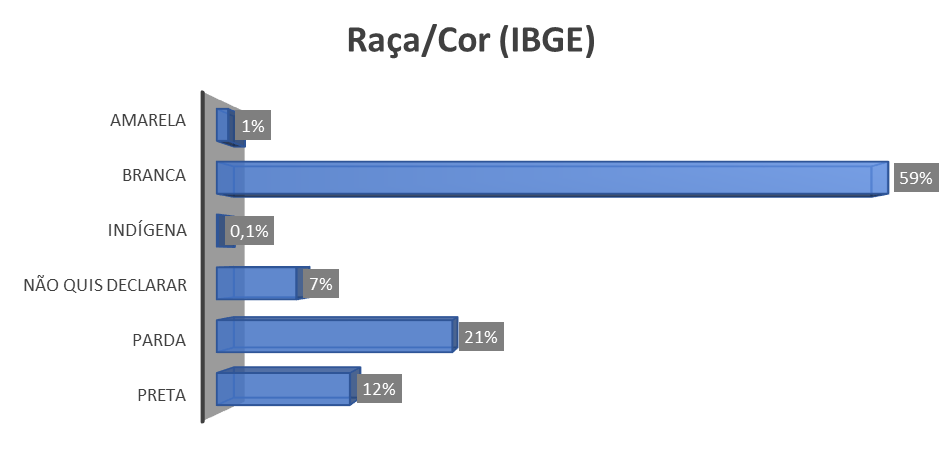 Raça/Cor (IBGE)
AMARELA 1%
BRANCA 59%
INDÍGENA 0,1%
NÃO QUIS DECLARAR 7%
PARDA 21%
PRETA 12%